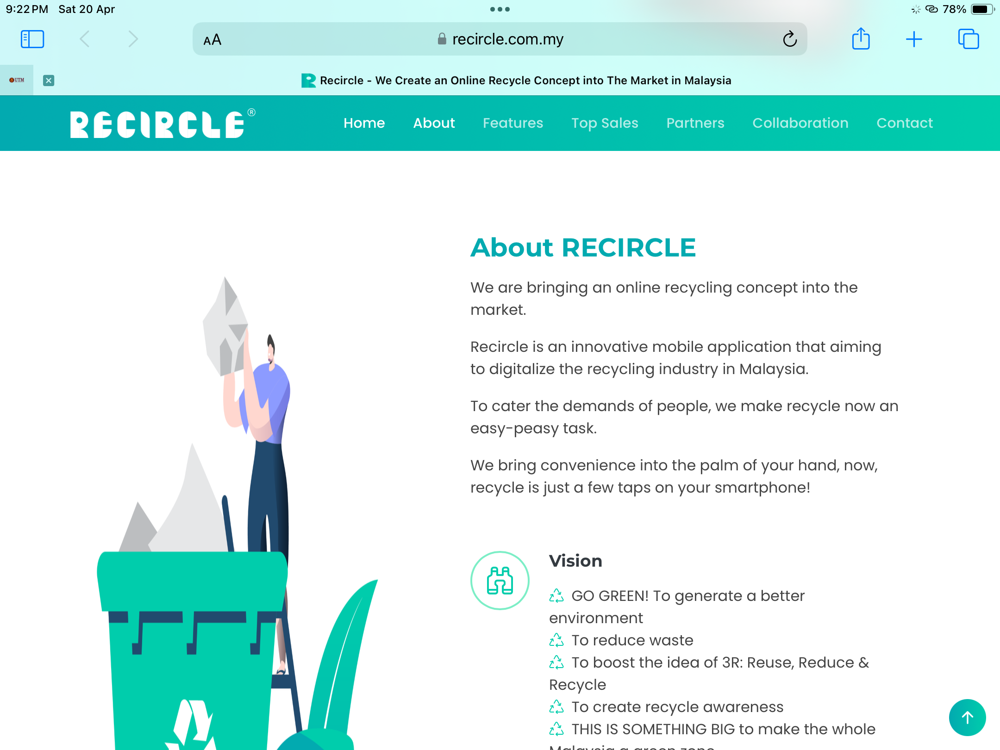 9:22 PM Sat 20 Apr
78%
AA
recircle.com.my
UTM
Recircle - We Create an Online Recycle Concept into The Market in Malaysia
RECIRCLE®
Home About Features Top Sales Partners Collaboration Contact
About RECIRCLE
We are bringing an online recycling concept into the
market.
Recircle is an innovative mobile application that aiming
to digitalize the recycling industry in Malaysia.
To cater the demands of people, we make recycle now an
easy-peasy task.
We bring convenience into the palm of your hand, now,
recycle is just a few taps on your smartphone!
Vision
GO GREEN! To generate a better
environment
To reduce waste
To boost the idea of 3R: Reuse, Reduce &
Recycle
To create recycle awareness
THIS IS SOMETHING BIG to make the whole
Malaysia a green zone